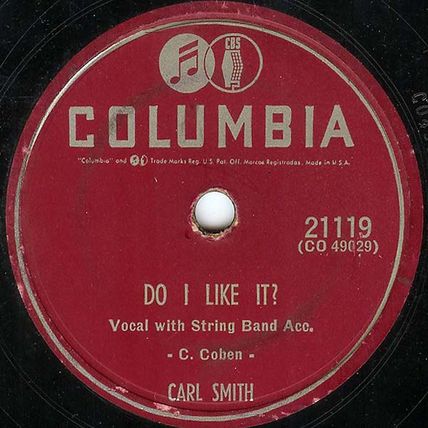 CBS
COLUMBIA
"Columbia" and Trade Marks Reg. U.S. Pat. Off. Marcas Registradas. Made in U.S.A.
21119
(CO 49029)
DO I LIKE IT?
Vocal with String Band Acc.
- C. Coben -
CARL SMITH